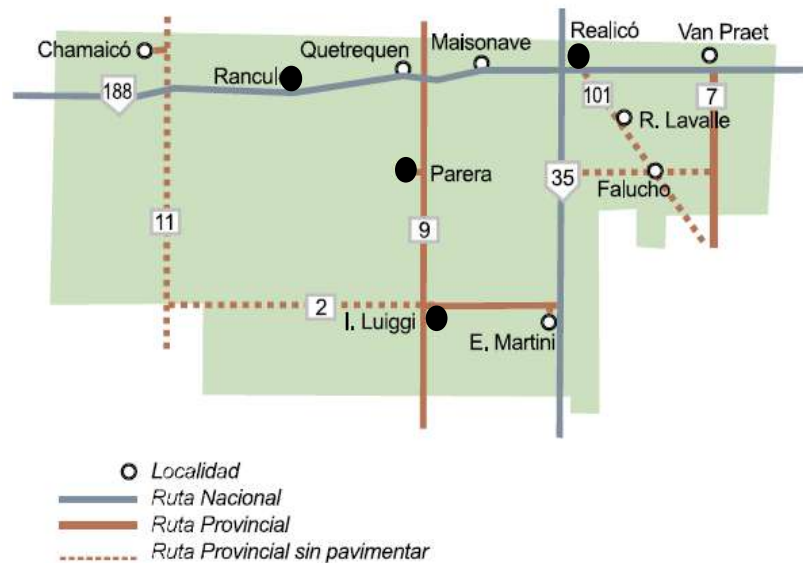 Realicó
Van Praet
Chamaicó
Quetrequen
Maisonave
Rancul
188
101
7
R. Lavalle
Parera
35
Falucho
11
9
2
I. Luiggi
E. Martini
Localidad
Ruta Nacional
Ruta Provincial
Ruta Provincial sin pavimentar